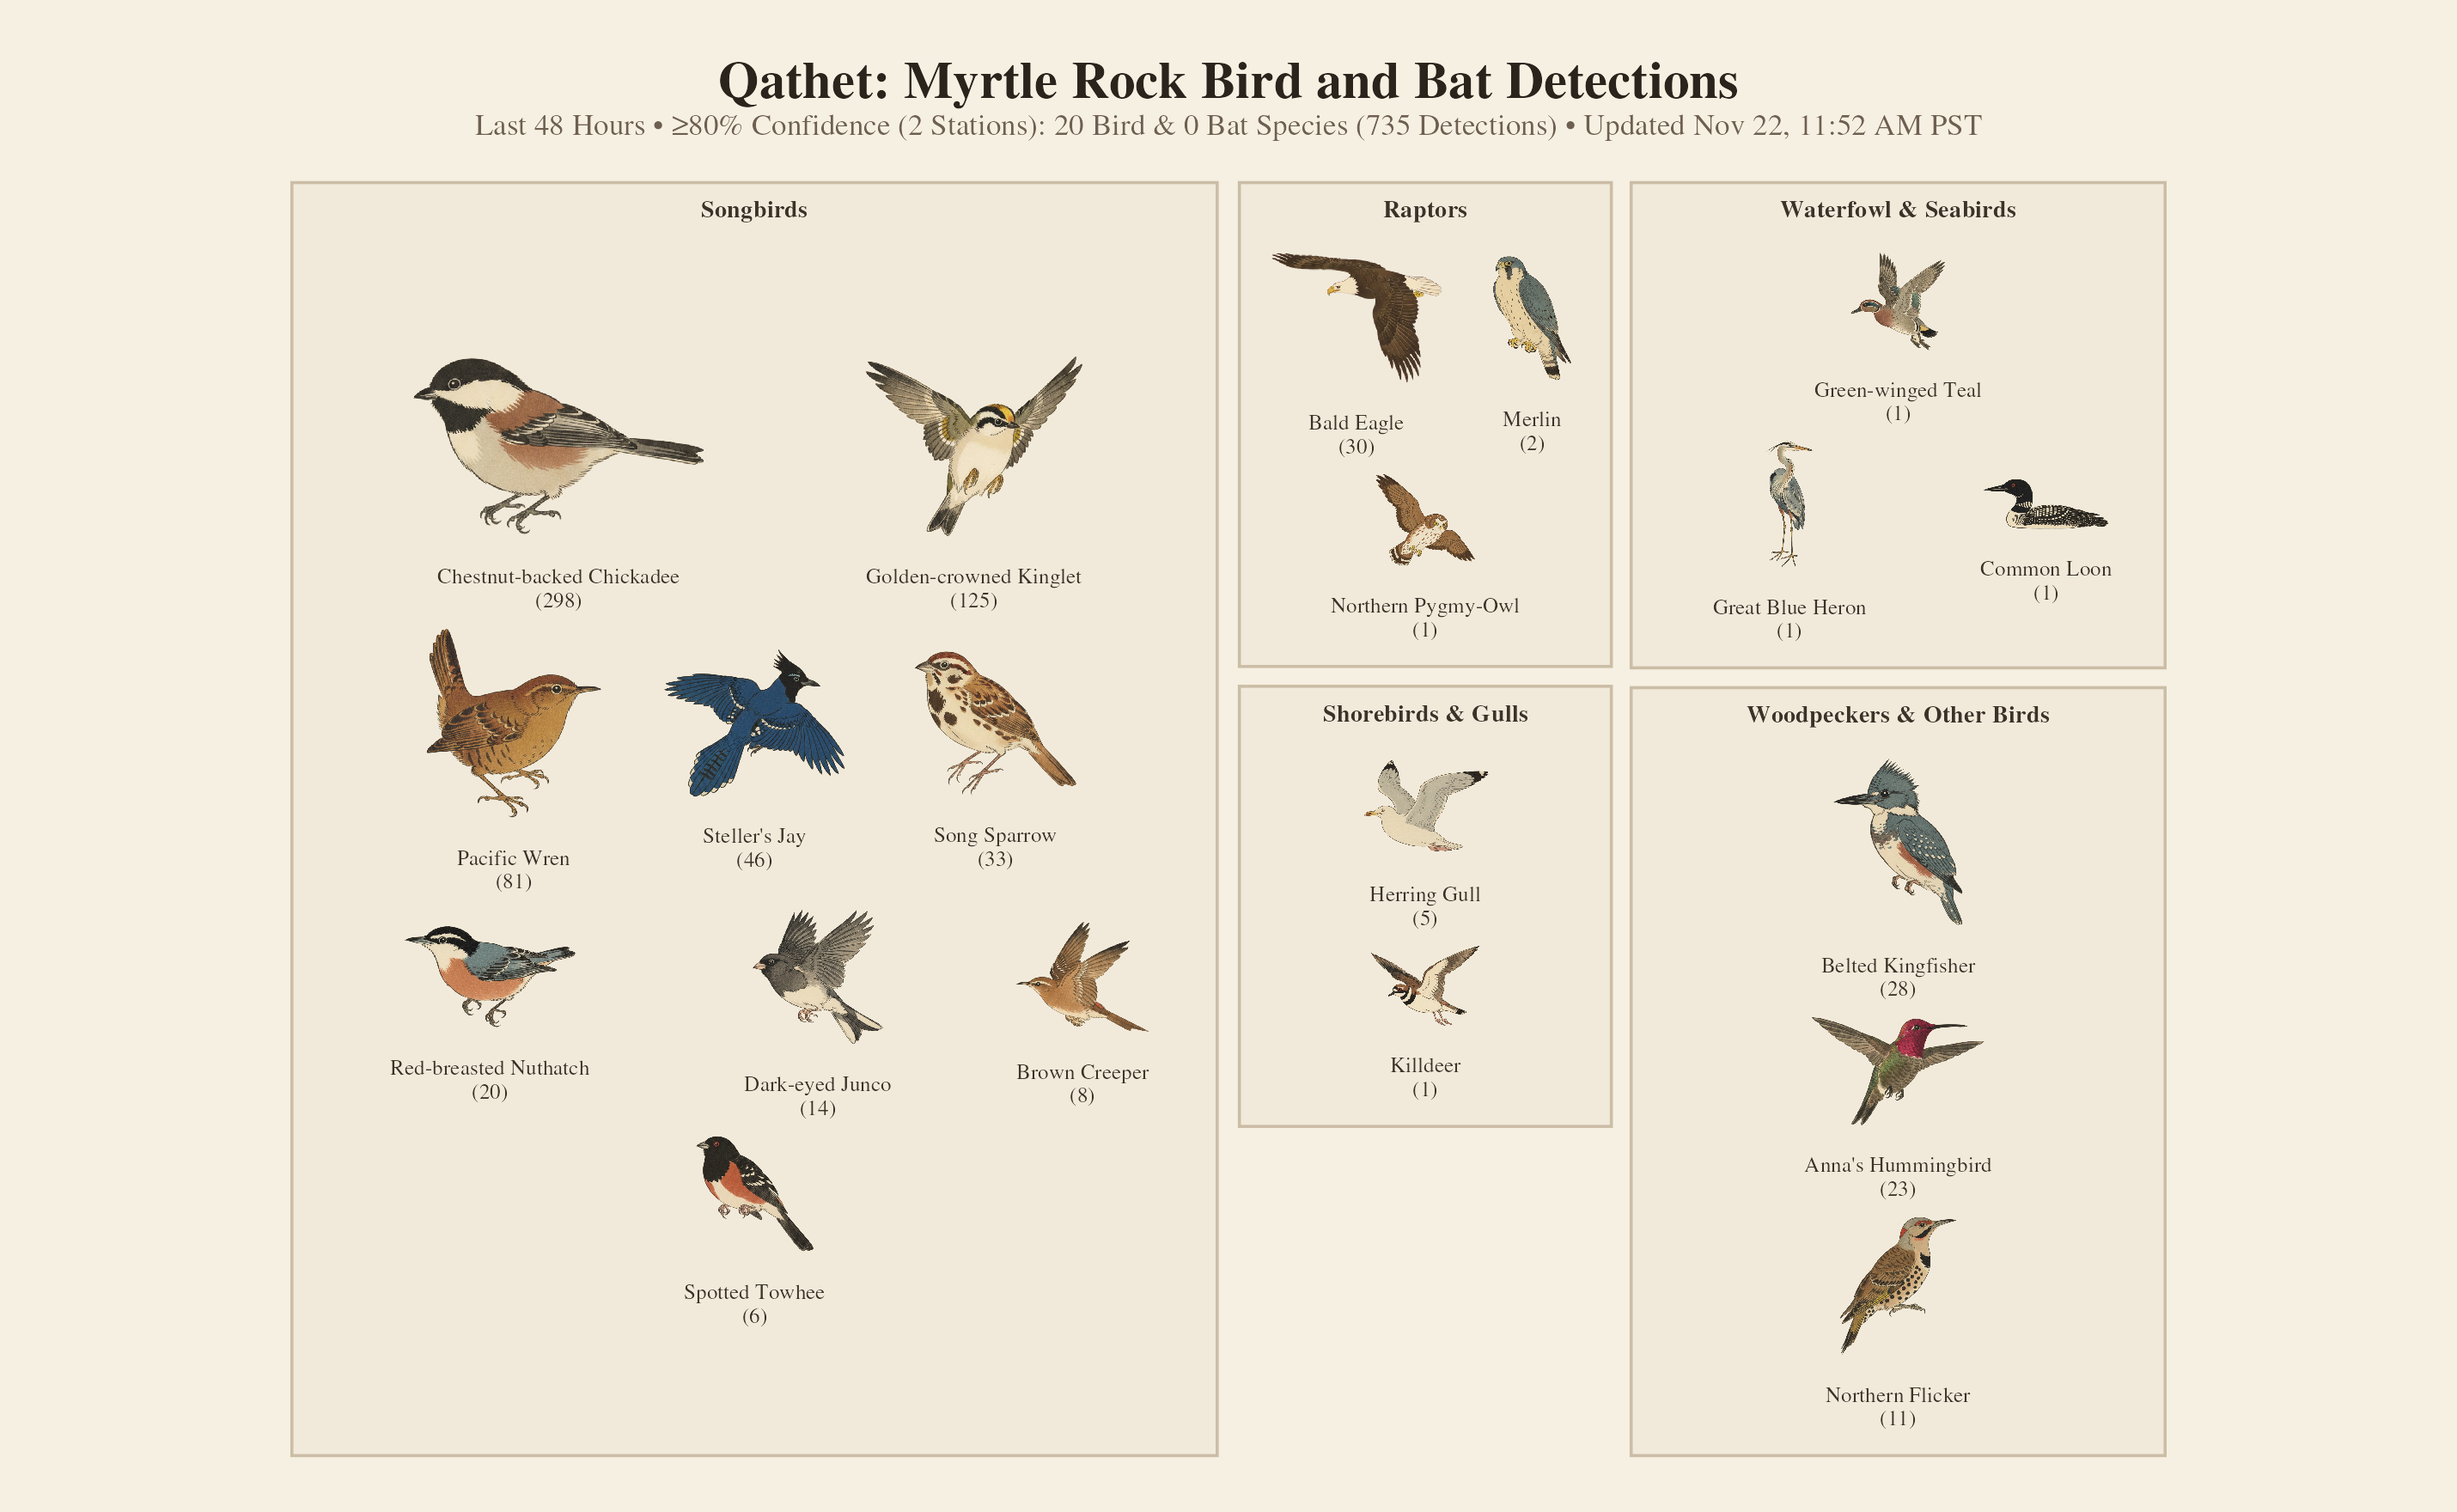 Qathet: Myrtle Rock Bird and Bat Detections
Last 48 Hours • ≥80% Confidence (2 Stations): 20 Bird & 0 Bat Species (735 Detections) • Updated Nov 22, 11:52 AM PST
Songbirds
Chestnut-backed Chickadee
(298)
Golden-crowned Kinglet
(125)
Pacific Wren
(81)
Steller's Jay
(46)
Song Sparrow
(33)
Red-breasted Nuthatch
(20)
Dark-eyed Junco
(14)
Brown Creeper
(8)
Spotted Towhee
(6)
Raptors
Bald Eagle
(30)
Merlin
(2)
Northern Pygmy-Owl
(1)
Shorebirds & Gulls
Herring Gull
(5)
Killdeer
(1)
Waterfowl & Seabirds
Green-winged Teal
(1)
Great Blue Heron
(1)
Common Loon
(1)
Woodpeckers & Other Birds
Belted Kingfisher
(28)
Anna's Hummingbird
(23)
Northern Flicker
(11)